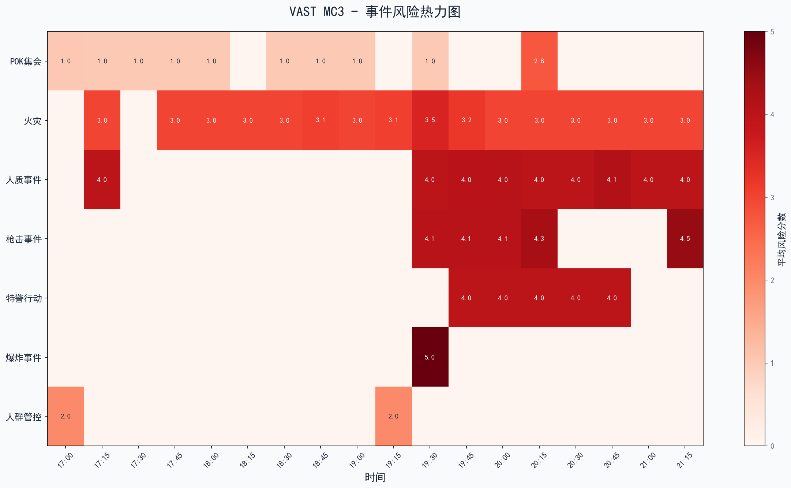 VAST MC3 - 事件风险热力图
POK集会 1.0 1.0 1.0 1.0 1.0 1.0 1.0 1.0 1.0 2.8
火灾 3.0 3.0 3.0 3.0 3.0 3.1 3.0 3.1 3.5 3.2 3.0 3.0 3.0 3.0 3.0 3.0
人质事件 4.0 4.0 4.0 4.0 4.0 4.0 4.1 4.0 4.0
枪击事件 4.1 4.1 4.1 4.3 4.5
特警行动 4.0 4.0 4.0 4.0 4.0
爆炸事件 5.0
人群管控 2.0 2.0
17:00 17:15 17:30 17:45 18:00 18:15 18:30 18:45 19:00 19:15 19:30 19:45 20:00 20:15 20:30 20:45 21:00 21:15
时间
5
4
3
2
1
0
平均风险分数